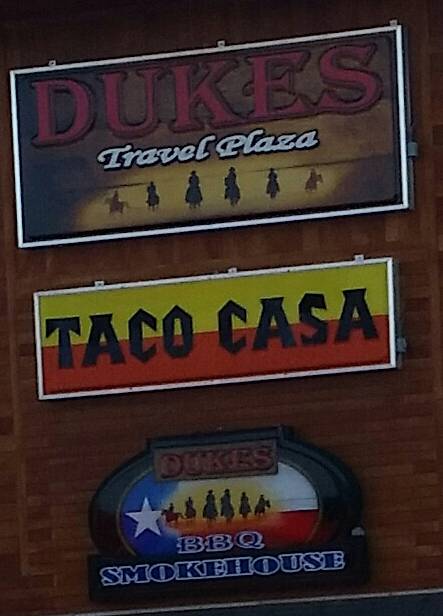 DUKES
Travel Plaza
TACO CASA
DUKES
BBQ
SMOKEHOUSE